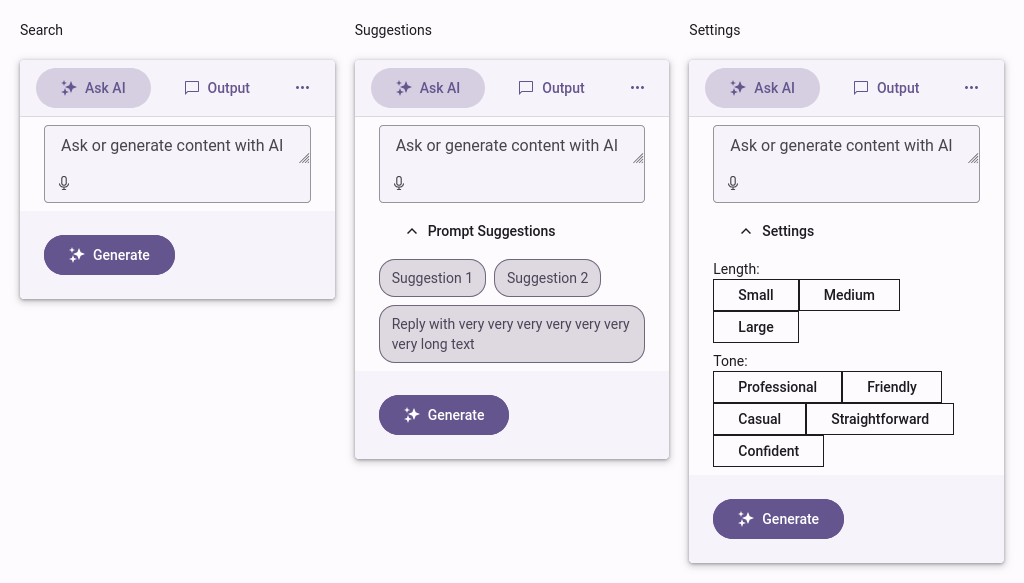 Search
Ask AI
Output
Ask or generate content with AI
Generate
Suggestions
Ask AI
Output
Ask or generate content with AI
Prompt Suggestions
Suggestion 1
Suggestion 2
Reply with very very very very very very
very long text
Generate
Settings
Ask AI
Output
Ask or generate content with AI
Settings
Length:
Small
Medium
Large
Tone:
Professional
Friendly
Casual
Straightforward
Confident
Generate